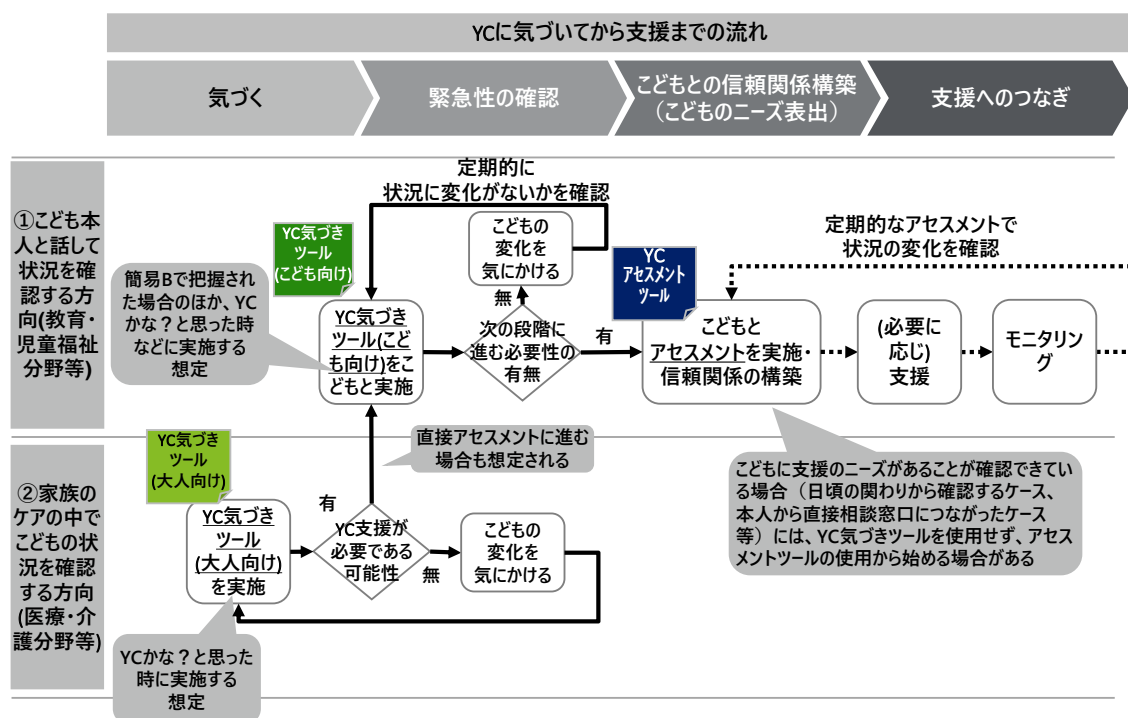 YCに気づいてから支援までの流れ
気づく
緊急性の確認
こどもとの信頼関係構築
（こどものニーズ表出）
支援へのつなぎ
①こども本
人と話して
状況を確
認する方
向(教育・
児童福祉
分野等)
定期的に
状況に変化がないかを確認
YC気づき
ツール
(こども向け)
簡易Bで把握され
た場合のほか、YC
かな？と思った時
などに実施する
想定
YC気づき
ツール(こど
も向け)をこ
どもと実施
こどもの
変化を
気にかける
無
次の段階に
進む必要性の
有無
有
YC
アセスメント
ツール
こどもと
アセスメントを実施・
信頼関係の構築
定期的なアセスメントで
状況の変化を確認
(必要に
応じ)
支援
モニタリン
グ
直接アセスメントに進む
場合も想定される
こどもに支援のニーズがあることが確認できてい
る場合（日頃の関わりから確認するケース、
本人から直接相談窓口につながったケース
等）には、YC気づきツールを使用せず、アセス
メントツールの使用から始める場合がある
②家族の
ケアの中で
こどもの状
況を確認
する方向
(医療・介
護分野等)
YC気づき
ツール
(大人向け)
YC気づき
ツール
(大人向け)
を実施
有
YC支援が
必要である
可能性
無
こどもの
変化を
気にかける
YCかな？と思った
時に実施する
想定